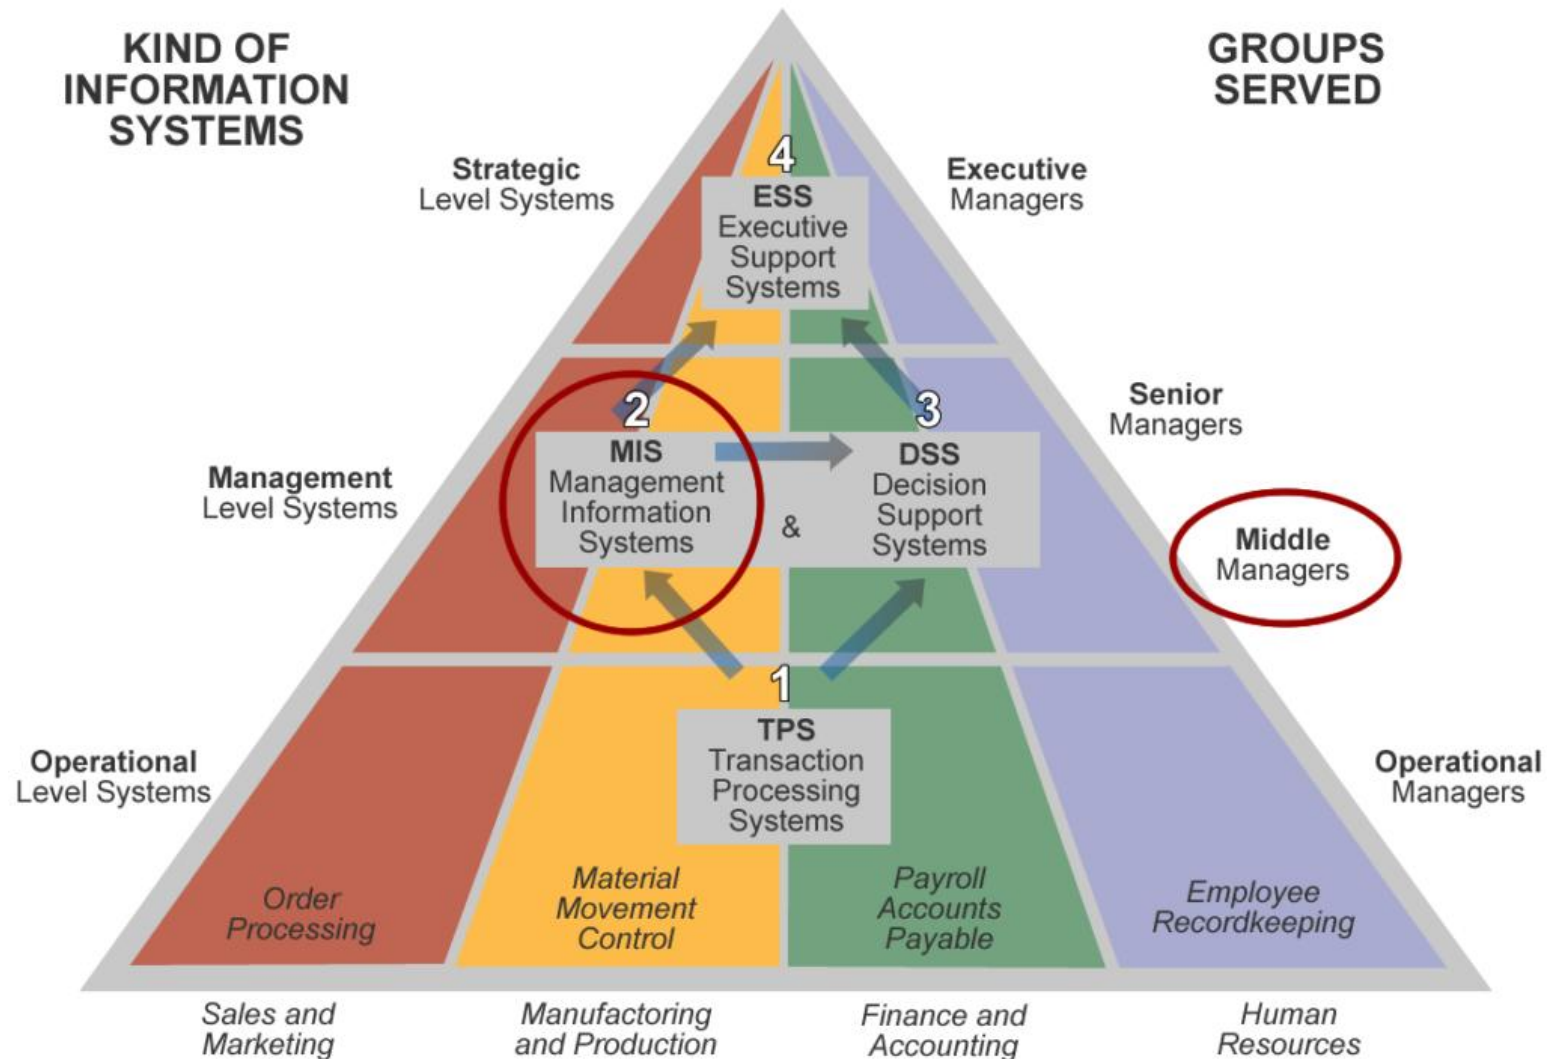 KIND OF
INFORMATION
SYSTEMS
GROUPS
SERVED
4
Strategic
Level Systems
ESS
Executive
Support
Systems
Executive
Managers
2
3
Senior
Managers
Management
Level Systems
MIS
Management
Information
Systems
&
DSS
Decision
Support
Systems
Middle
Managers
1
Operational
Level Systems
TPS
Transaction
Processing
Systems
Operational
Managers
Order
Processing
Material
Movement
Control
Payroll
Accounts
Payable
Employee
Recordkeeping
Sales and
Marketing
Manufactoring
and Production
Finance and
Accounting
Human
Resources